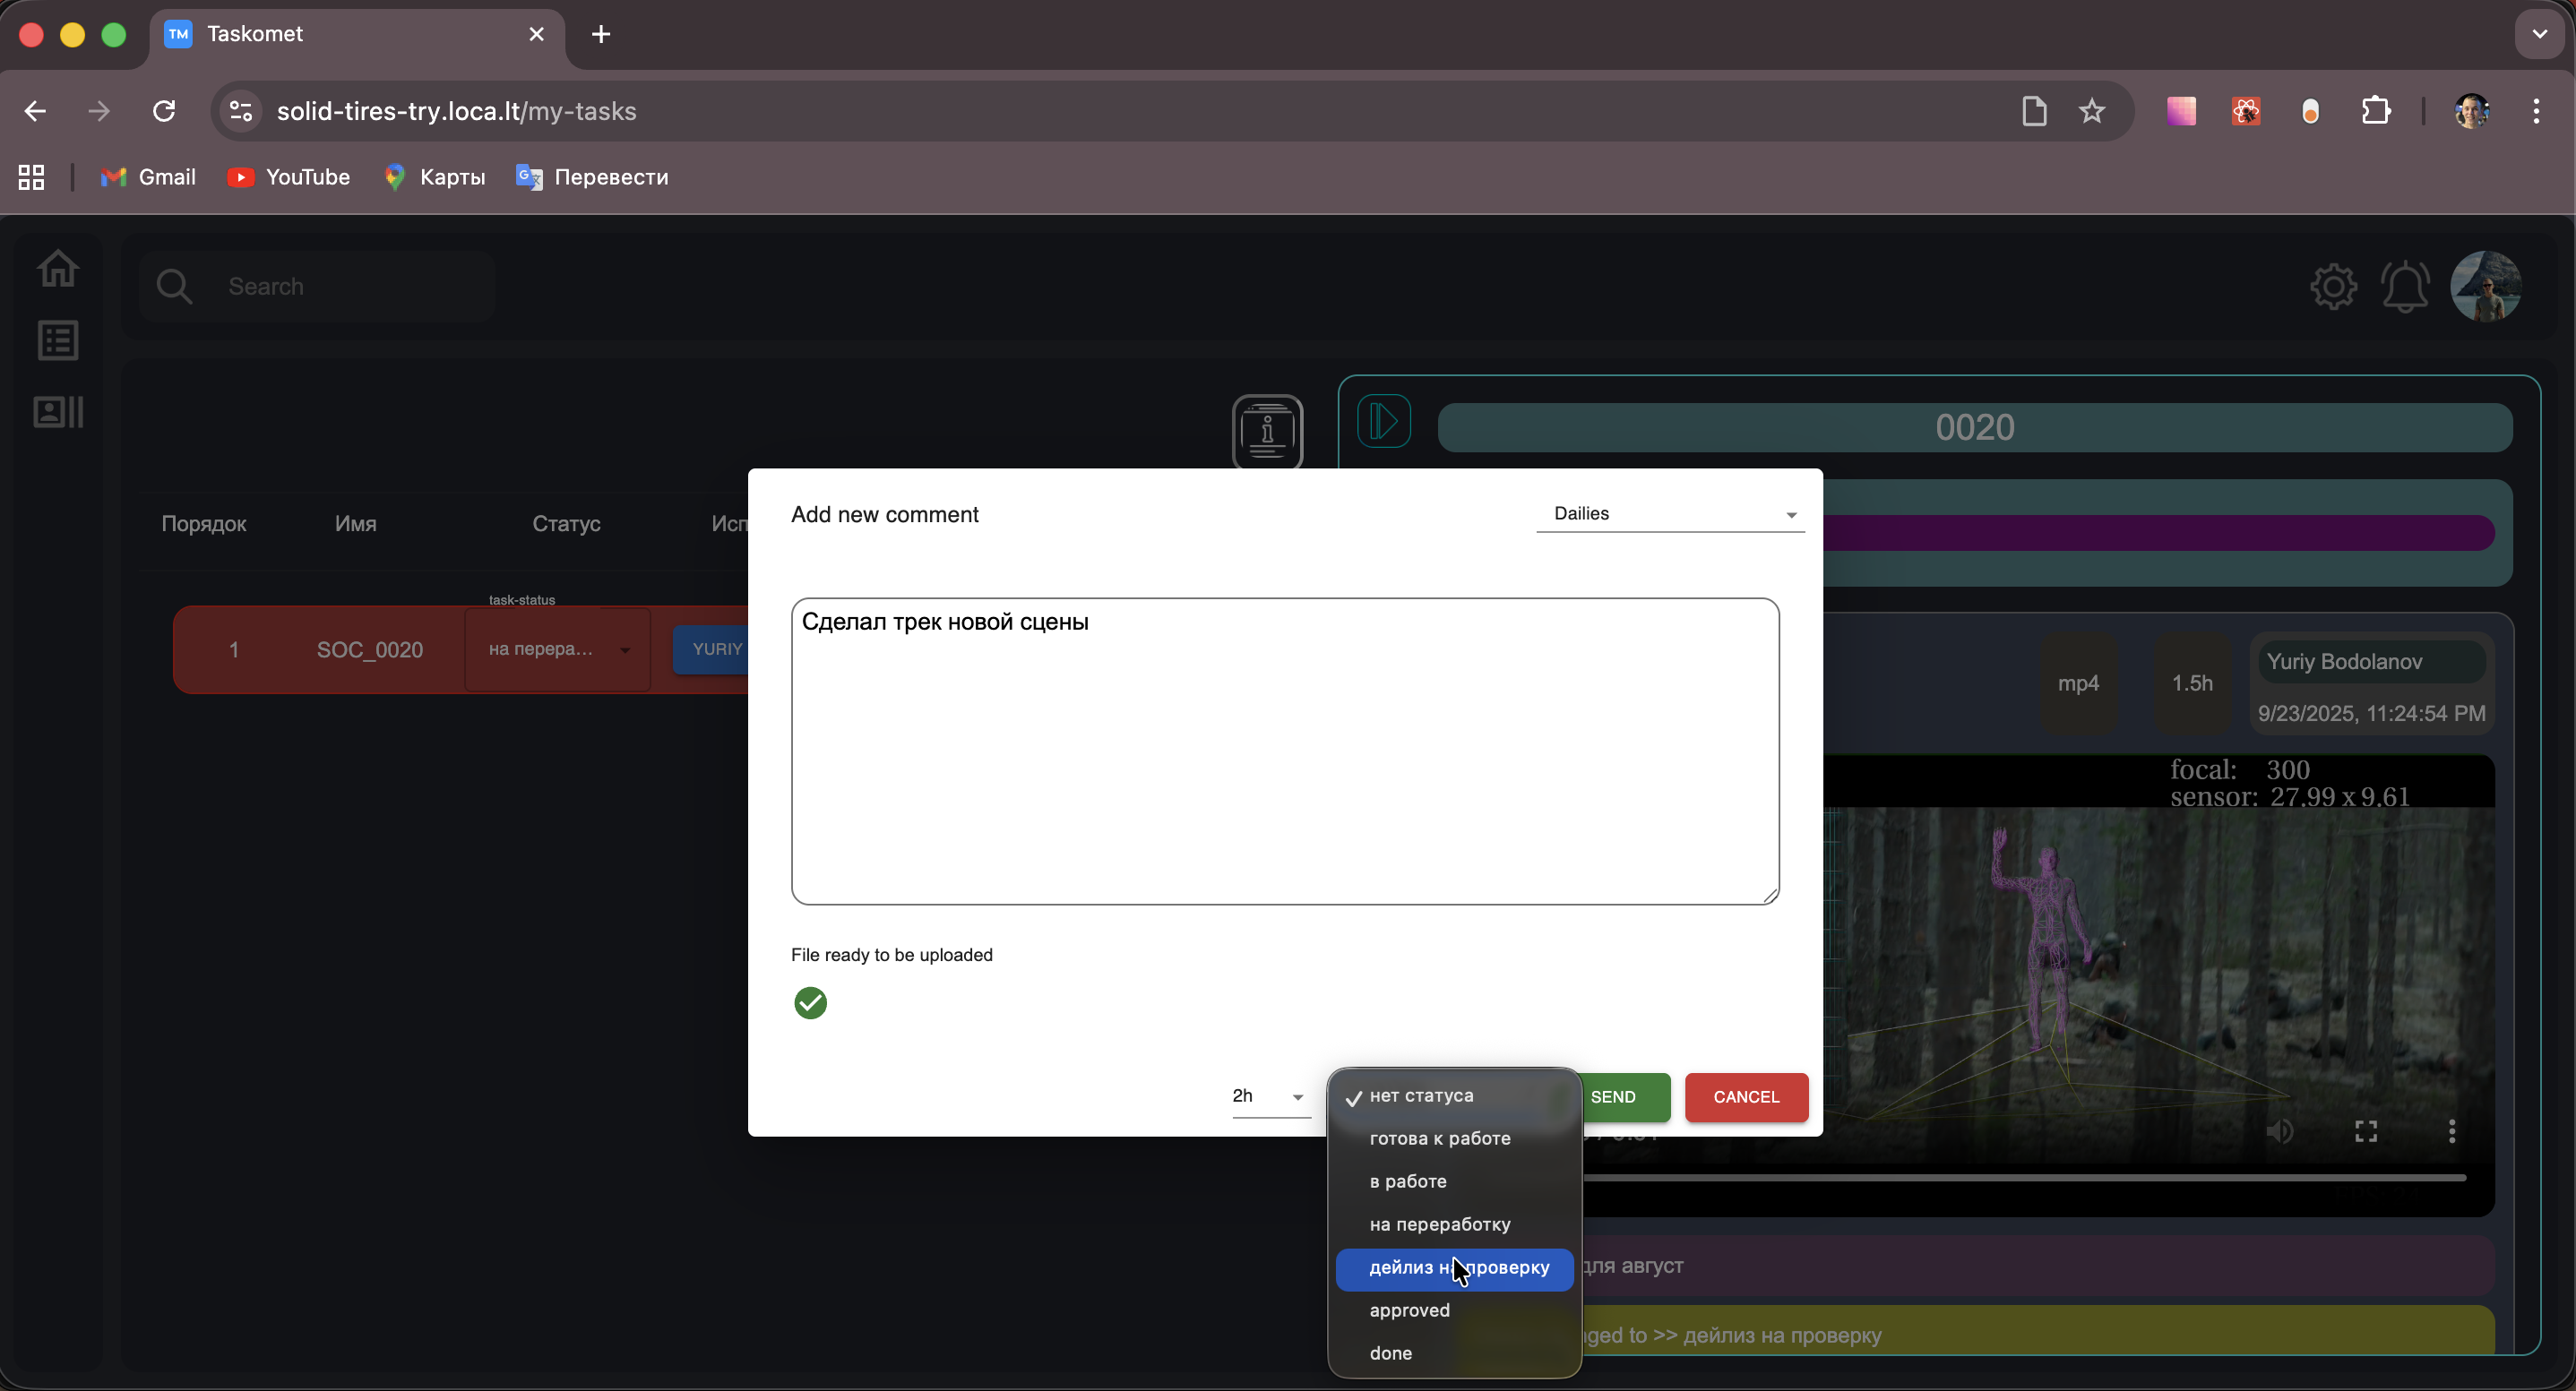 TM Taskomet
solid-tires-try.loca.lt/my-tasks
Gmail YouTube Карты Перевести
Search
0020
Add new comment
Dailies
Порядок Имя Статус Исп
task-status
1 SOC_0020 на перера... YURIY
Сделал трек новой сцены
mp4 1.5h Yuriy Bodolanov
9/23/2025, 11:24:54 PM
focal: 300
sensor: 27,99 x 9,61
File ready to be uploaded
2h
нет статуса
готова к работе
в работе
на переработку
дейлиз на проверку
approved
done
SEND
CANCEL
для август
ged to >> дейлиз на проверку